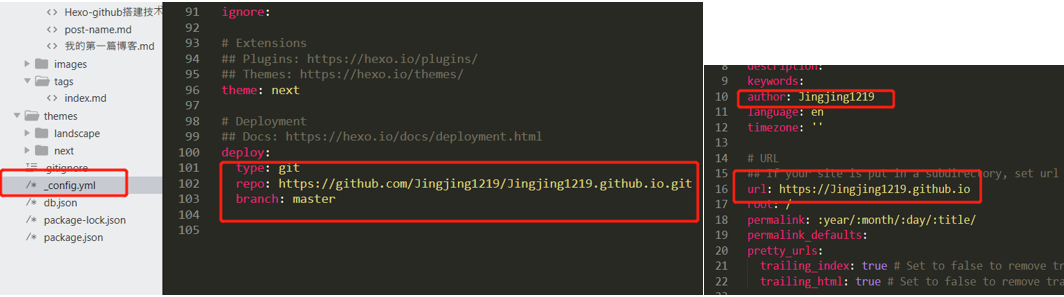 Hexo-github搭建技术
post-name.md
我的第一篇博客.md
images
tags
index.md
themes
landscape
next
.gitignore
_config.yml
db.json
package-lock.json
package.json
91 ignore:
92
93 # Extensions
94 ## Plugins: https://hexo.io/plugins/
95 ## Themes: https://hexo.io/themes/
96 theme: next
97
98 # Deployment
99 ## Docs: https://hexo.io/docs/deployment.html
100 deploy:
101 type: git
102 repo: https://github.com/Jingjing1219/Jingjing1219.github.io.git
103 branch: master
104
105
8 description:
9 keywords:
10 author: Jingjing1219
11 language: en
12 timezone: ''
13
14 # URL
15 ## If your site is put in a subdirectory, set url
16 url: https://Jingjing1219.github.io
17 root: /
18 permalink: :year/:month/:day/:title/
19 permalink_defaults:
20 pretty_urls:
21 trailing_index: true # Set to false to remove tr
22 trailing_html: true # Set to false to remove tra
23